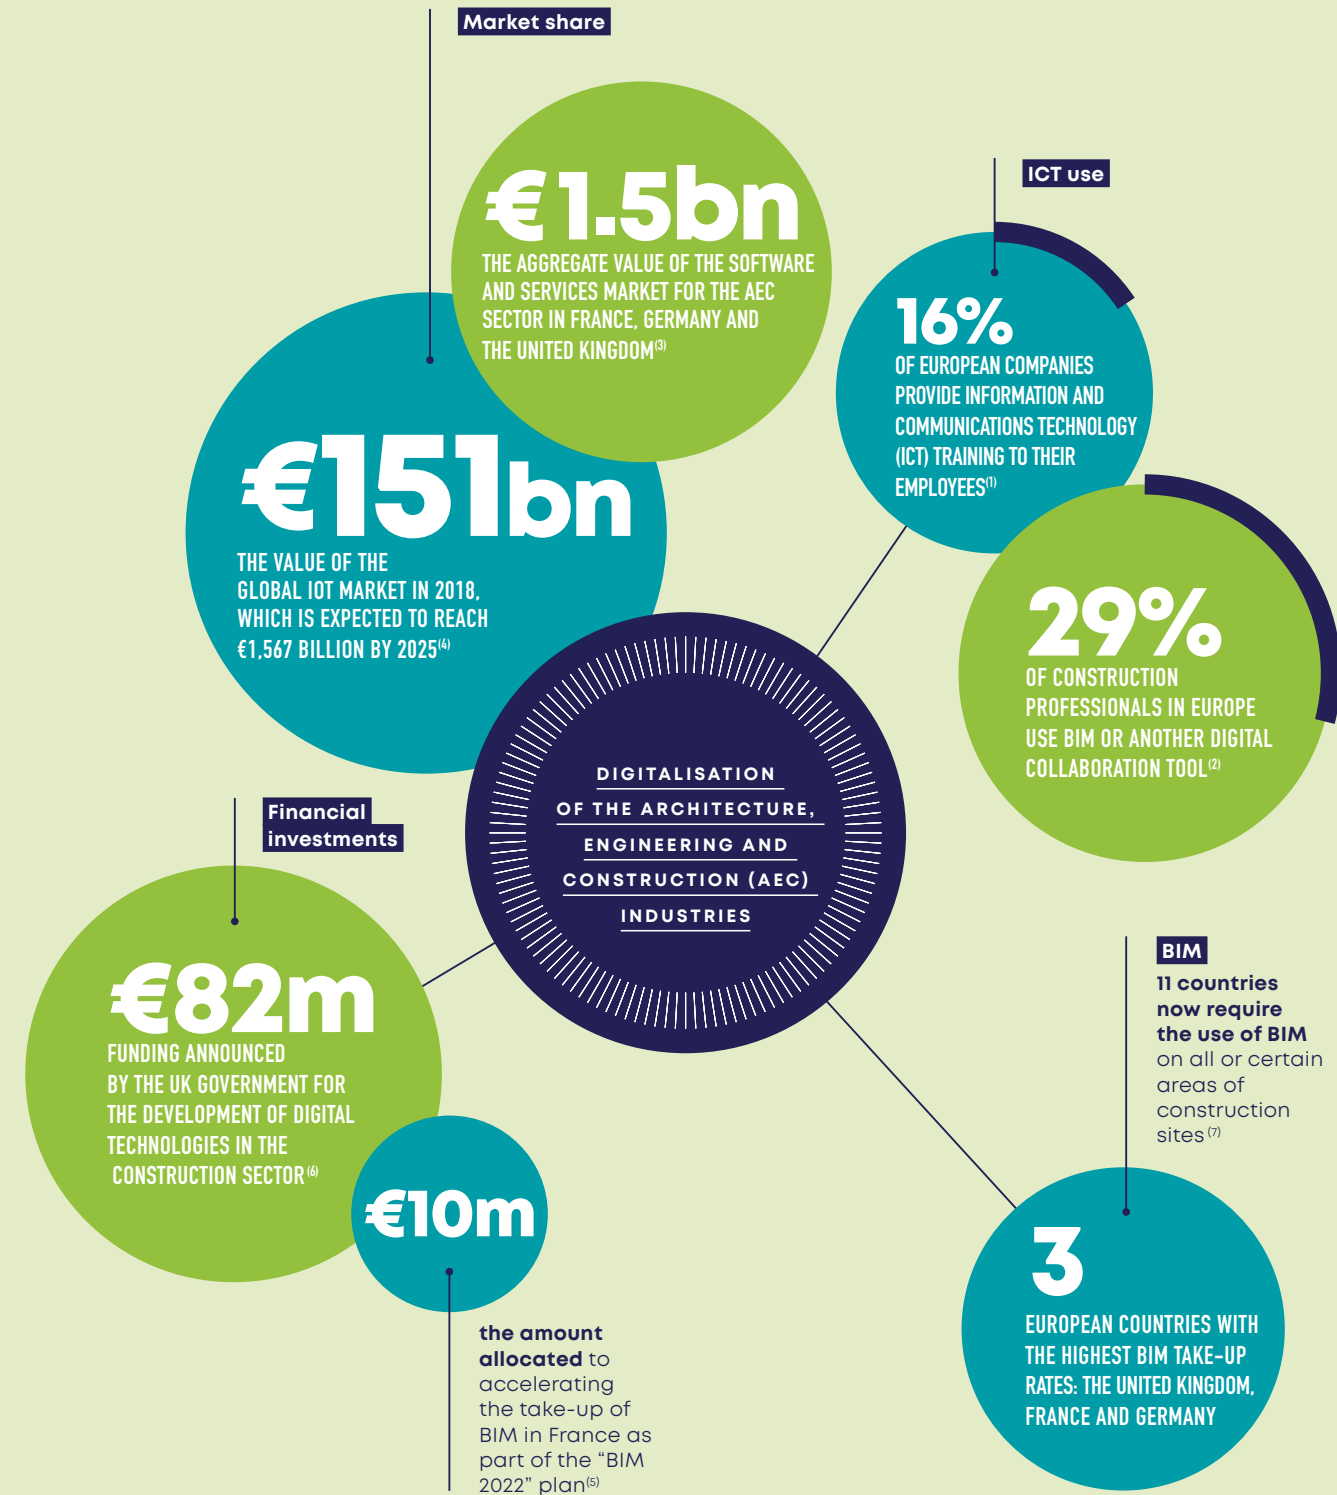 Market share
€1.5bn
THE AGGREGATE VALUE OF THE SOFTWARE
AND SERVICES MARKET FOR THE AEC
SECTOR IN FRANCE, GERMANY AND
THE UNITED KINGDOM(3)
€151bn
THE VALUE OF THE
GLOBAL IOT MARKET IN 2018,
WHICH IS EXPECTED TO REACH
€1,567 BILLION BY 2025(4)
ICT use
16%
OF EUROPEAN COMPANIES
PROVIDE INFORMATION AND
COMMUNICATIONS TECHNOLOGY
(ICT) TRAINING TO THEIR
EMPLOYEES(1)
29%
OF CONSTRUCTION
PROFESSIONALS IN EUROPE
USE BIM OR ANOTHER DIGITAL
COLLABORATION TOOL(2)
DIGITALISATION
OF THE ARCHITECTURE,
ENGINEERING AND
CONSTRUCTION (AEC)
INDUSTRIES
Financial
investments
€82m
FUNDING ANNOUNCED
BY THE UK GOVERNMENT FOR
THE DEVELOPMENT OF DIGITAL
TECHNOLOGIES IN THE
CONSTRUCTION SECTOR(6)
€10m
the amount
allocated to
accelerating
the take-up of
BIM in France as
part of the “BIM
2022” plan(5)
BIM
11 countries
now require
the use of BIM
on all or certain
areas of
construction
sites(7)
3
EUROPEAN COUNTRIES WITH
THE HIGHEST BIM TAKE-UP
RATES: THE UNITED KINGDOM,
FRANCE AND GERMANY